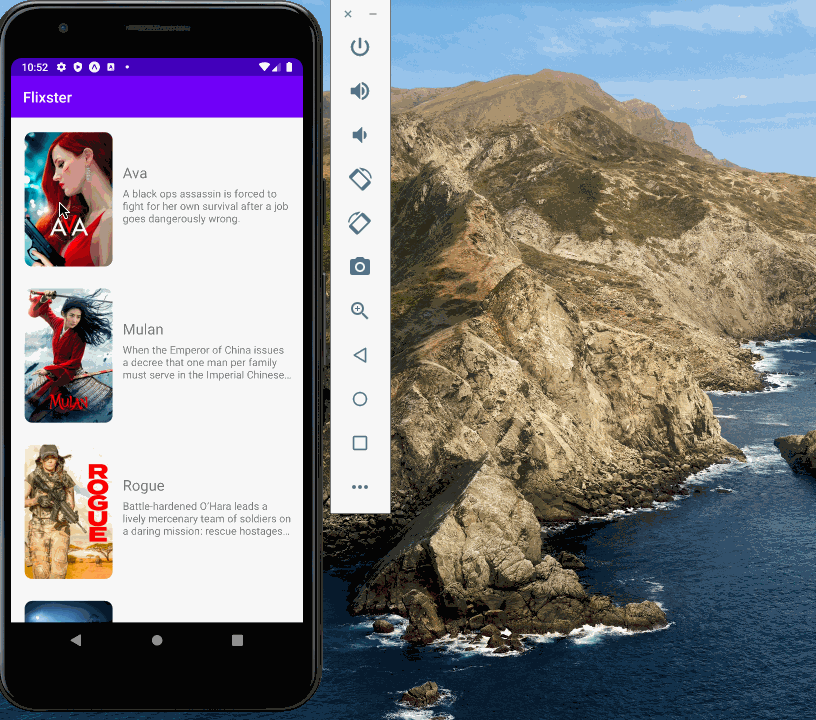 10:52
Flixster
Ava
A black ops assassin is forced to
fight for her own survival after a job
goes dangerously wrong.
AVA
Mulan
When the Emperor of China issues
a decree that one man per family
must serve in the Imperial Chinese...
MULAN
Rogue
Battle-hardened O'Hara leads a
lively mercenary team of soldiers on
a daring mission: rescue hostages...
ROGUE